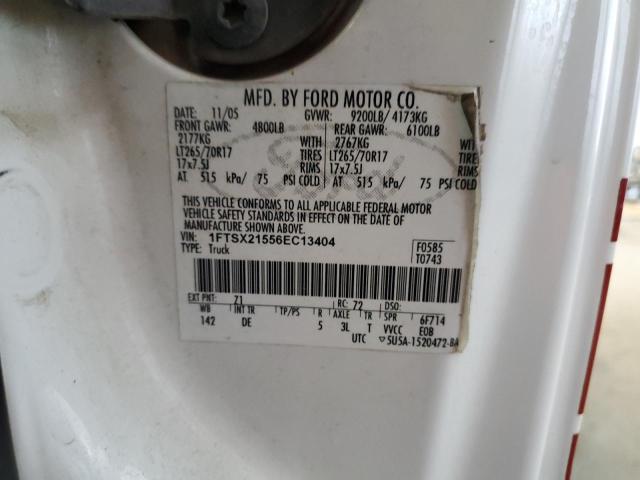 MFD. BY FORD MOTOR CO.
DATE: 11/05 GVWR: 9200LB/ 4173KG
FRONT GAWR: 4800LB REAR GAWR: 6100LB
2177KG WITH 2767KG WITH
LT265/70R17 TIRES LT265/70R17 TIRES
17x7.5J RIMS 17x7.5J RIMS
AT 515 kPa/ 75 PSI COLD AT 515 kPa/ 75 PSI COLD
THIS VEHICLE CONFORMS TO ALL APPLICABLE FEDERAL MOTOR
VEHICLE SAFETY STANDARDS IN EFFECT ON THE DATE OF
MANUFACTURE SHOWN ABOVE.
VIN: 1FTSX21556EC13404 F0585
TYPE: Truck T0743
EXT PNT: Z1 RC: 72 DSO:
WB INT TR TP/PS R AXLE TR SPR 6F714
142 DE 5 3L T VVCC EOB
UTC ▽5U5A-1520472-BA